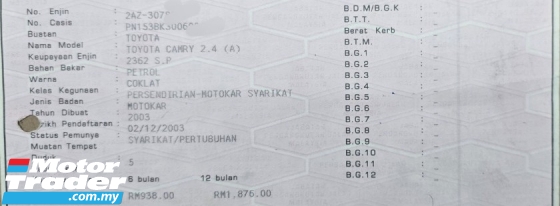 No. Enjin : 2AZ-307
No. Casis : PN153BK3006
Buatan : TOYOTA
Nama Model : TOYOTA CAMRY 2.4 (A)
Keupayaan Enjin : 2362 S.P
Bahan Bakar : PETROL
Warna : COKLAT
Kelas Kegunaan : PERSENDIRIAN-MOTOKAR SYARIKAT
Jenis Badan : MOTOKAR
Tahun Dibuat : 2003
rikh Pendaftaran : 02/12/2003
Status Pemunya : SYARIKAT/PERTUBUHAN
Muatan Tempat
5
6 bulan 12 bulan
RM938.00 RM1,876.00
B.D.M/B.G.K : -
B.T.T. : -
Berat Kerb
B.T.M. : -
B.G.1 : -
B.G.2 : -
B.G.3 : -
B.G.4 : -
B.G.5 : -
B.G.6 : -
B.G.7 : -
B.G.8 : -
B.G.9 : -
B.G.10 : -
B.G.11 : -
B.G.12 : -
Motor
Trader
.com.my